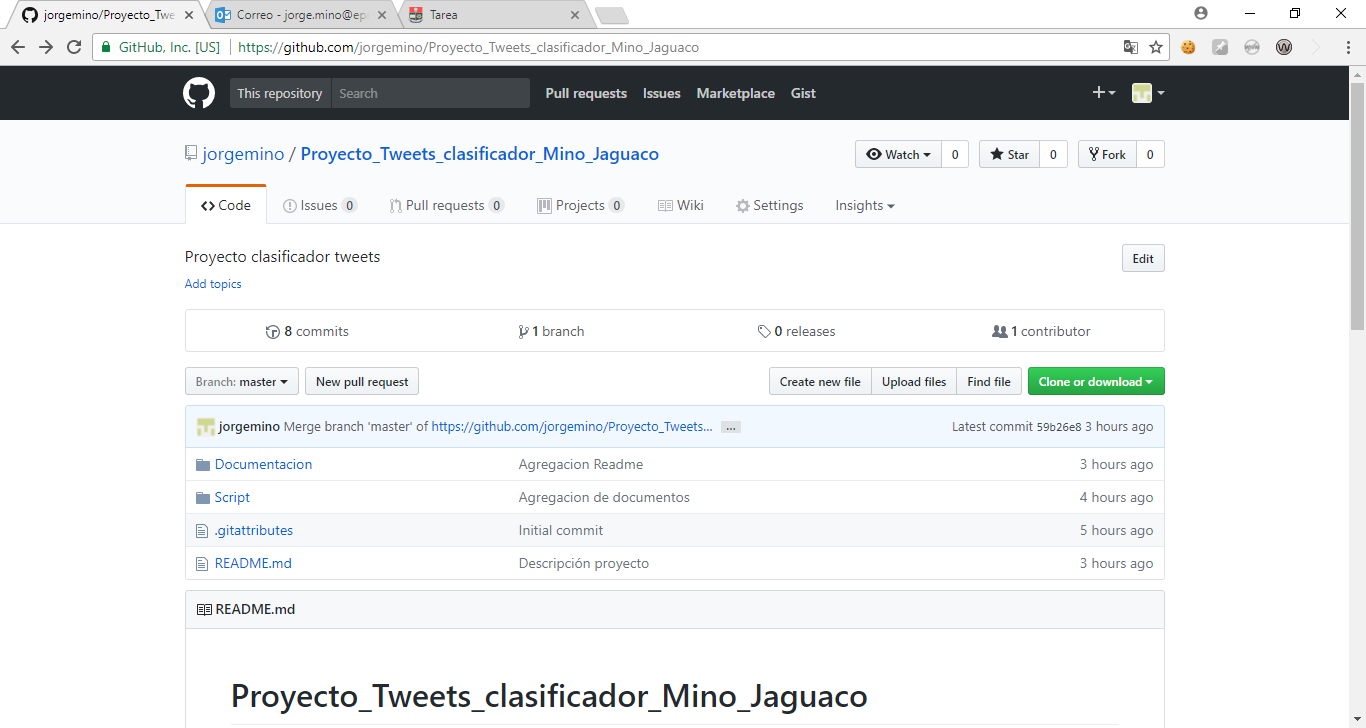 jorgemino/Proyecto_Twe
Correo - jorge.mino@ep
Tarea
GitHub, Inc. [US] https://github.com/jorgemino/Proyecto_Tweets_clasificador_Mino_Jaguaco
This repository Search Pull requests Issues Marketplace Gist
jorgemino / Proyecto_Tweets_clasificador_Mino_Jaguaco
Watch 0 Star 0 Fork 0
Code Issues 0 Pull requests 0 Projects 0 Wiki Settings Insights
Proyecto clasificador tweets
Edit
Add topics
8 commits 1 branch 0 releases 1 contributor
Branch: master New pull request Create new file Upload files Find file Clone or download
jorgemino Merge branch 'master' of https://github.com/jorgemino/Proyecto_Tweets... ... Latest commit 59b26e8 3 hours ago
Documentacion Agregacion Readme 3 hours ago
Script Agregacion de documentos 4 hours ago
.gitattributes Initial commit 5 hours ago
README.md Descripción proyecto 3 hours ago
README.md
Proyecto_Tweets_clasificador_Mino_Jaguaco